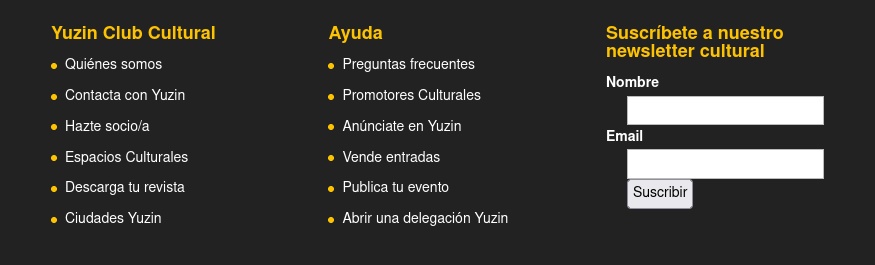 Yuzin Club Cultural
Quiénes somos
Contacta con Yuzin
Hazte socio/a
Espacios Culturales
Descarga tu revista
Ciudades Yuzin
Ayuda
Preguntas frecuentes
Promotores Culturales
Anúnciate en Yuzin
Vende entradas
Publica tu evento
Abrir una delegación Yuzin
Suscríbete a nuestro
newsletter cultural
Nombre
Email
Suscribir